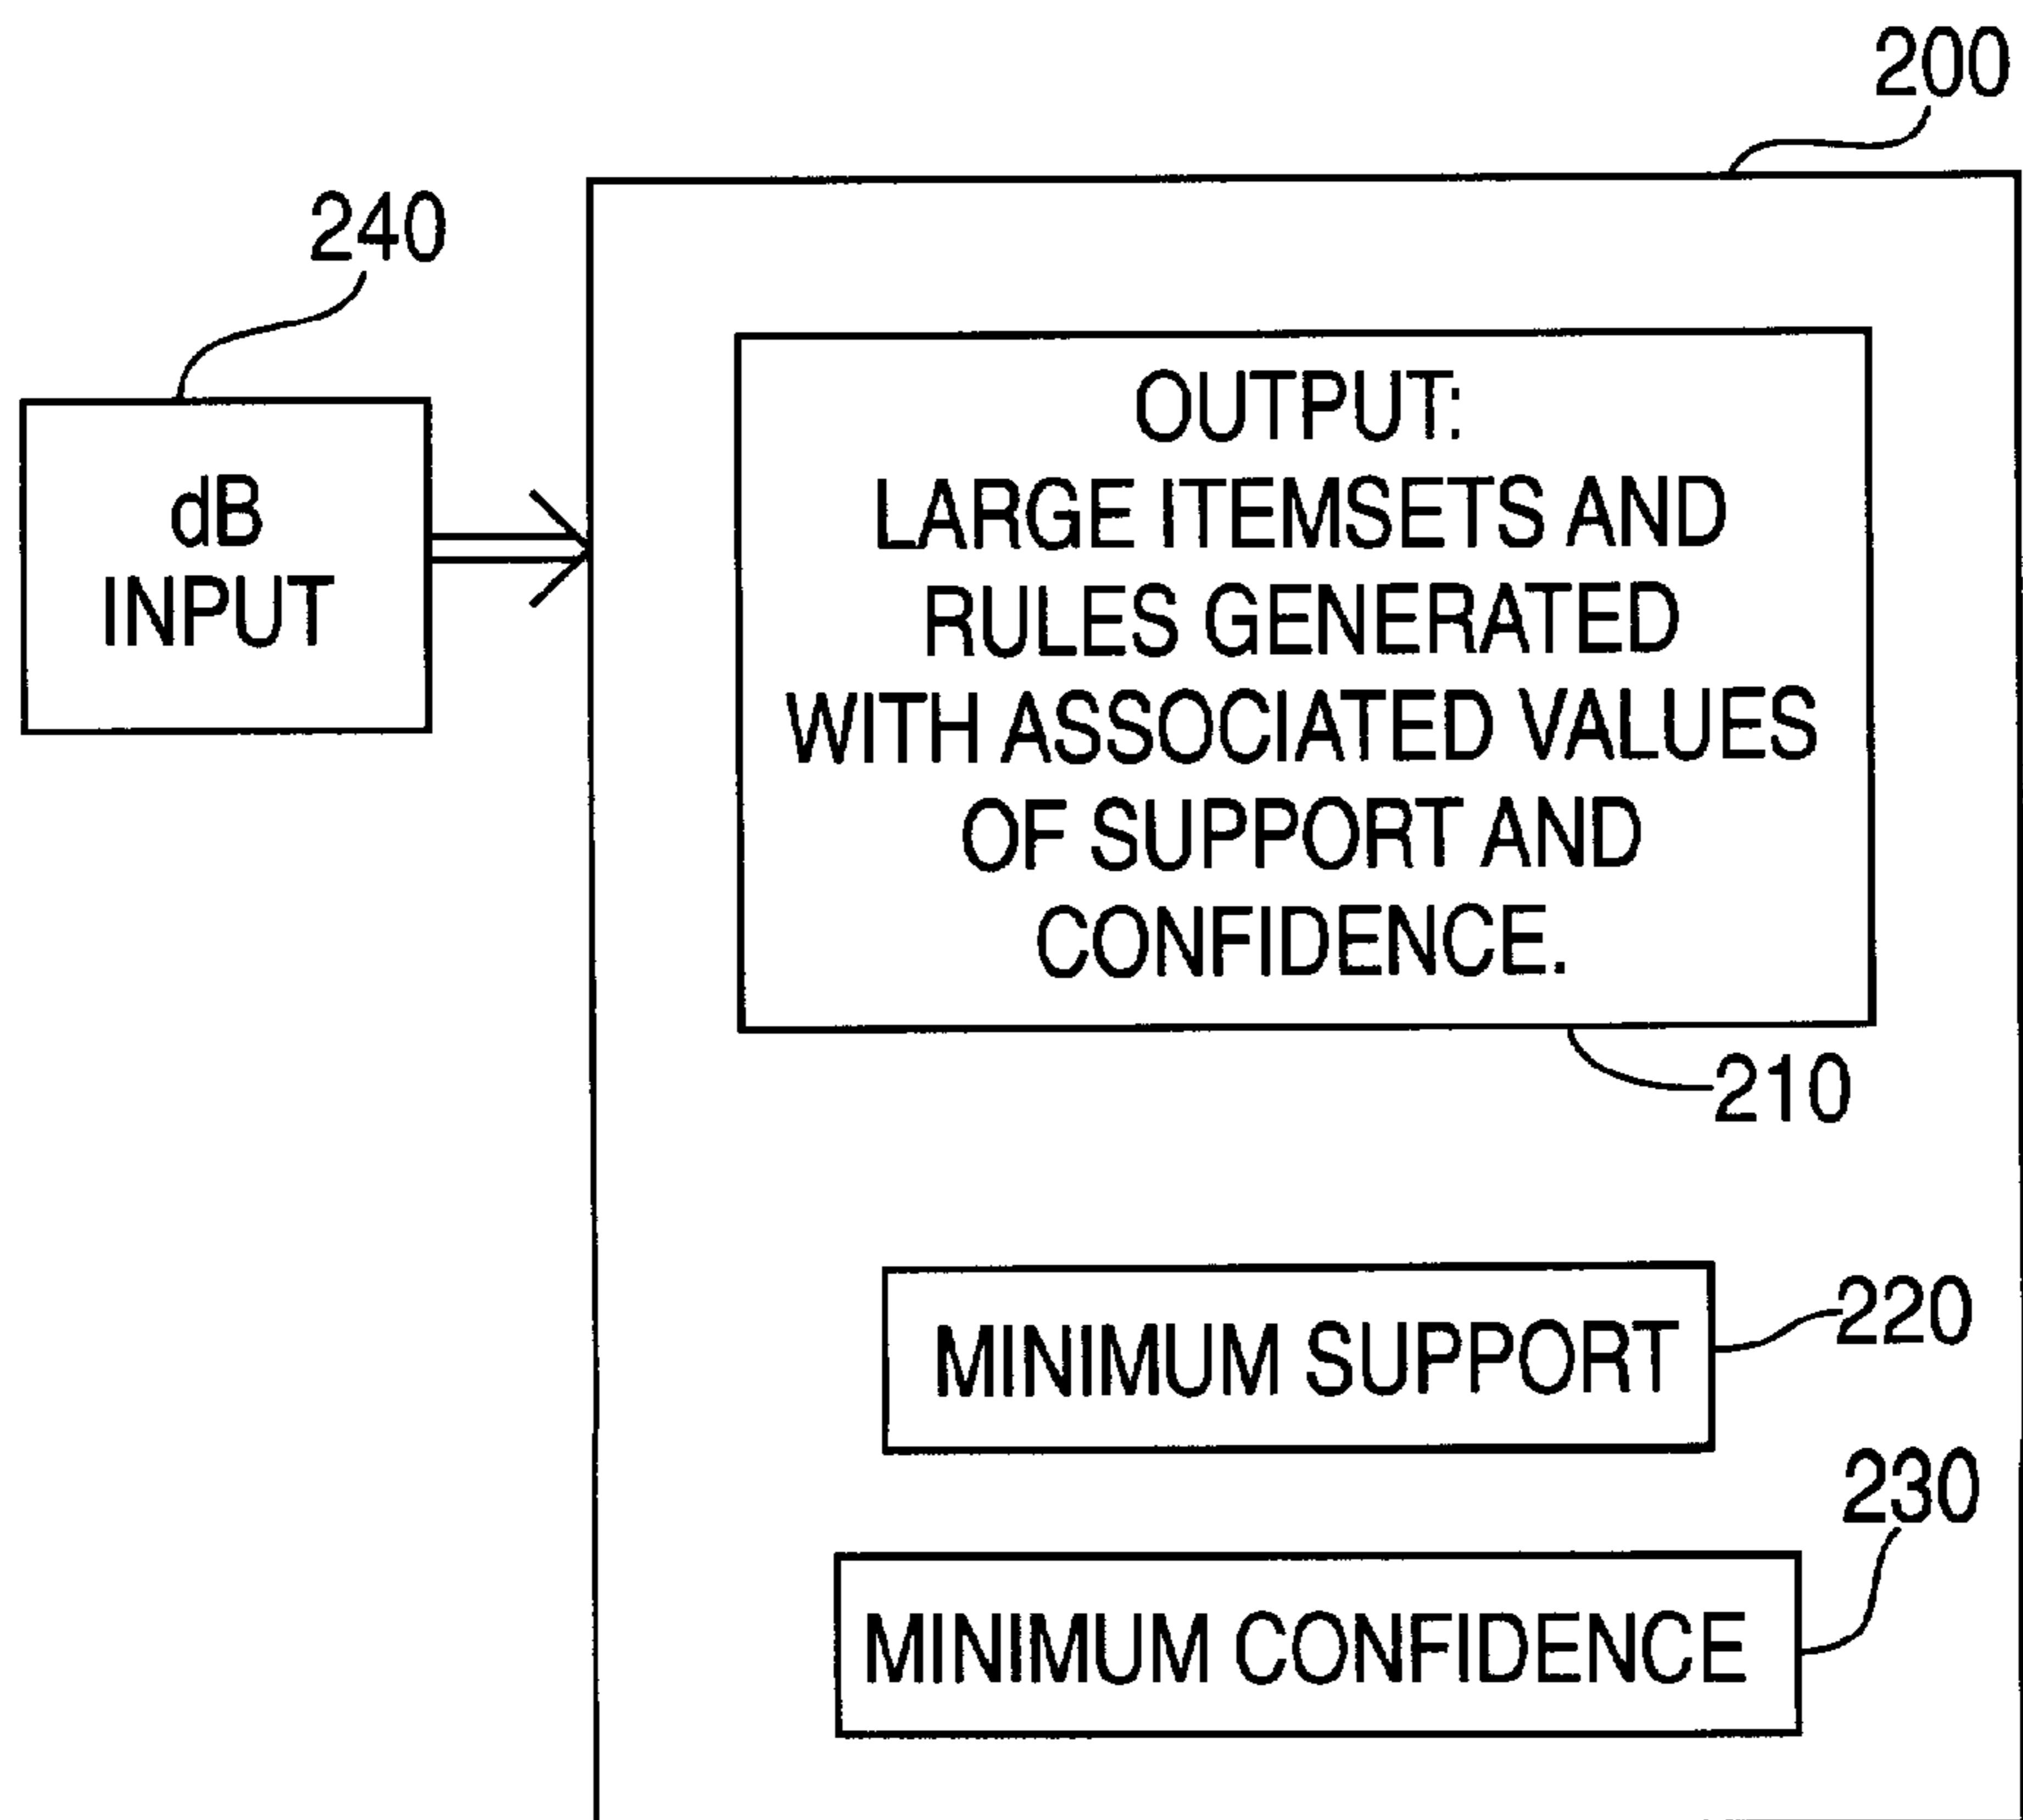 200
240
dB
INPUT
OUTPUT:
LARGE ITEMSETS AND
RULES GENERATED
WITH ASSOCIATED VALUES
OF SUPPORT AND
CONFIDENCE.
210
MINIMUM SUPPORT
220
230
MINIMUM CONFIDENCE